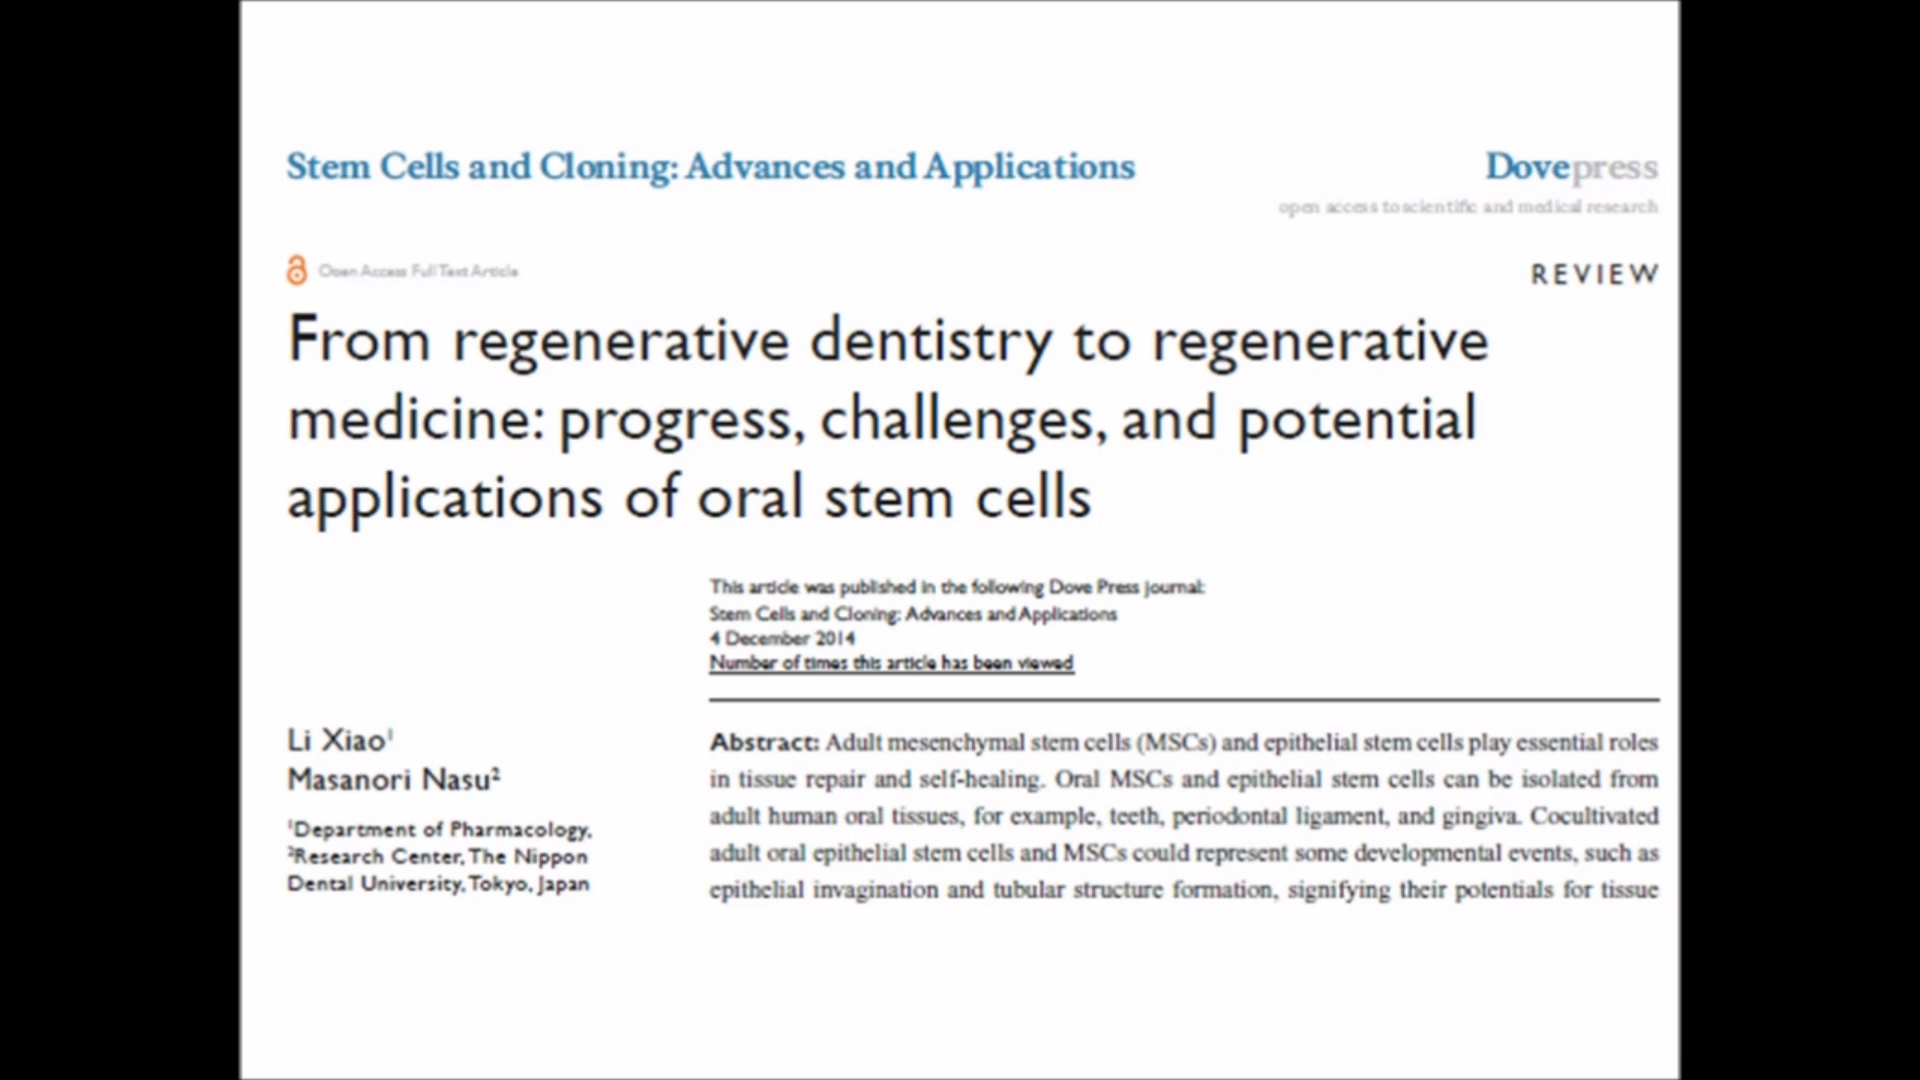 Stem Cells and Cloning: Advances and Applications
Dovepress
open access to scientific and medical research
Open Access Full Text Article
REVIEW
From regenerative dentistry to regenerative
medicine: progress, challenges, and potential
applications of oral stem cells
This article was published in the following Dove Press journal:
Stem Cells and Cloning: Advances and Applications
4 December 2014
Number of times this article has been viewed
Li Xiao¹
Masanori Nasu²
¹Department of Pharmacology,
²Research Center, The Nippon
Dental University, Tokyo, Japan
Abstract: Adult mesenchymal stem cells (MSCs) and epithelial stem cells play essential roles
in tissue repair and self-healing. Oral MSCs and epithelial stem cells can be isolated from
adult human oral tissues, for example, teeth, periodontal ligament, and gingiva. Cocultivated
adult oral epithelial stem cells and MSCs could represent some developmental events, such as
epithelial invagination and tubular structure formation, signifying their potentials for tissue